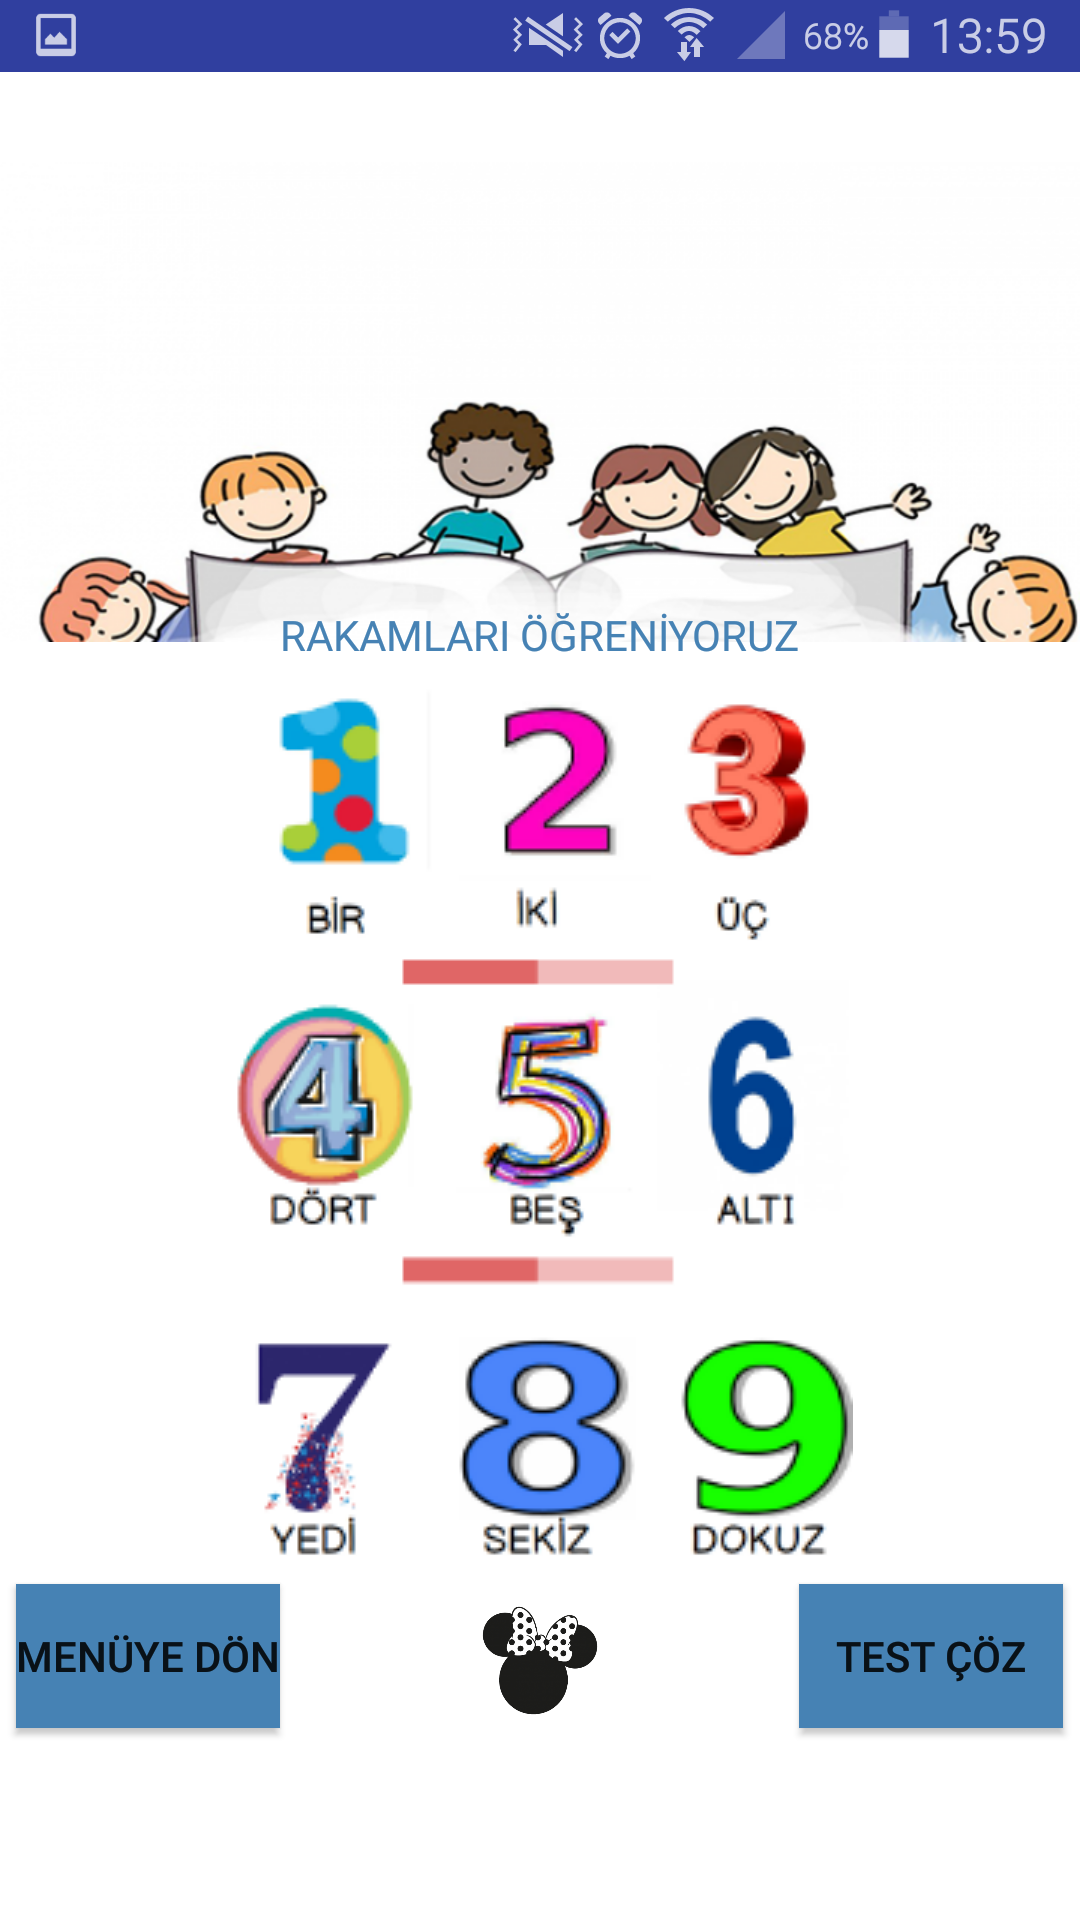 68% 13:59
RAKAMLARI ÖĞRENİYORUZ
1 2 3
BİR İKİ ÜÇ
4 5 6
DÖRT BEŞ ALTI
7 8 9
YEDİ SEKİZ DOKUZ
MENÜYE DÖN TEST ÇÖZ